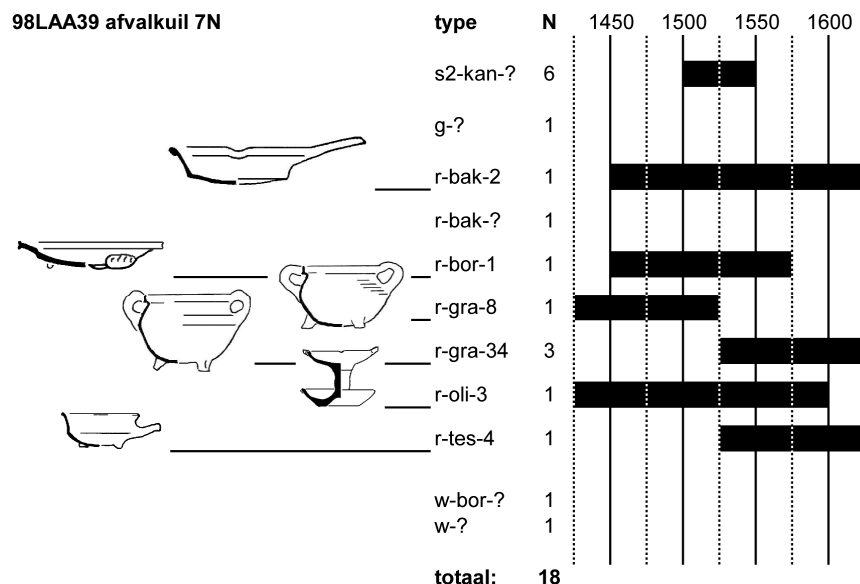 98LAA39 afvalkuil 7N type N 1450 1500 1550 1600
s2-kan-? 6
g-? 1
r-bak-2 1
r-bak-? 1
r-bor-1 1
r-gra-8 1
r-gra-34 3
r-oli-3 1
r-tes-4 1
w-bor-? 1
w-? 1
totaal: 18